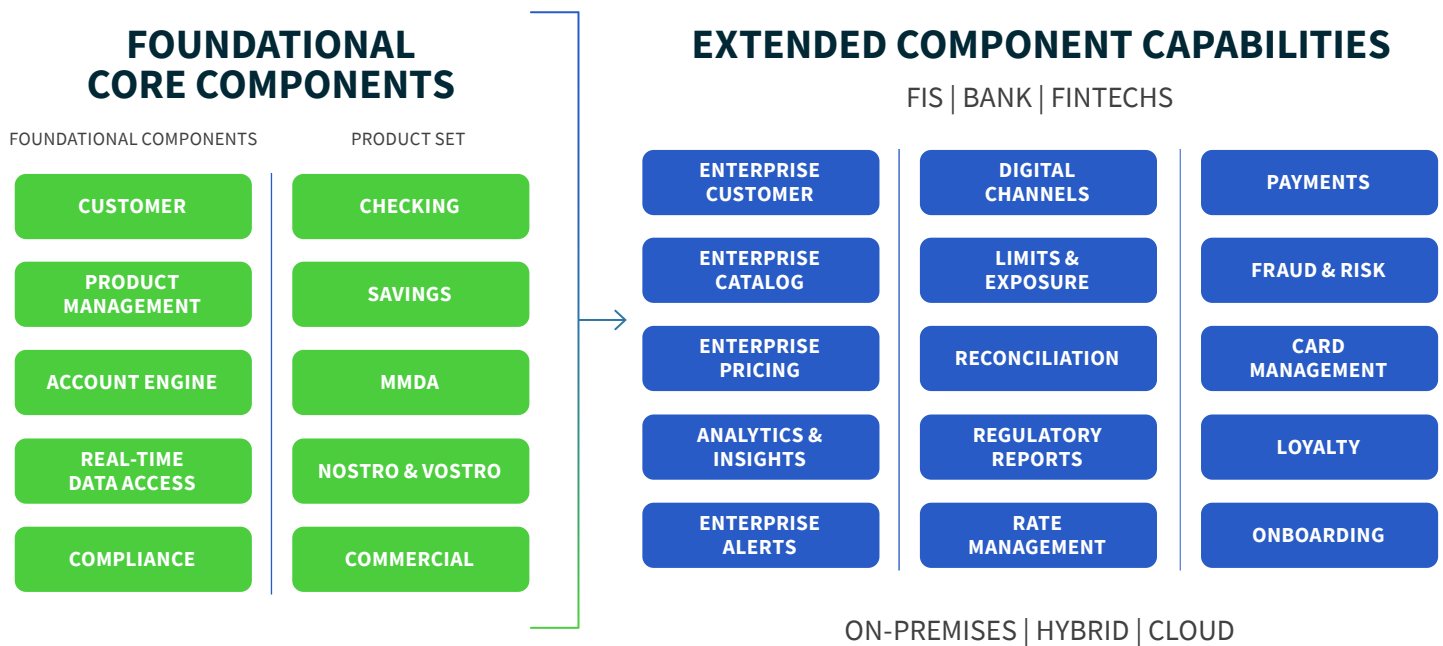 FOUNDATIONAL
CORE COMPONENTS
FOUNDATIONAL COMPONENTS
CUSTOMER
PRODUCT
MANAGEMENT
ACCOUNT ENGINE
REAL-TIME
DATA ACCESS
COMPLIANCE
PRODUCT SET
CHECKING
SAVINGS
MMDA
NOSTRO & VOSTRO
COMMERCIAL
EXTENDED COMPONENT CAPABILITIES
FIS | BANK | FINTECHS
ENTERPRISE
CUSTOMER
ENTERPRISE
CATALOG
ENTERPRISE
PRICING
ANALYTICS &
INSIGHTS
ENTERPRISE
ALERTS
DIGITAL
CHANNELS
LIMITS &
EXPOSURE
RECONCILIATION
REGULATORY
REPORTS
RATE
MANAGEMENT
PAYMENTS
FRAUD & RISK
CARD
MANAGEMENT
LOYALTY
ONBOARDING
ON-PREMISES | HYBRID | CLOUD